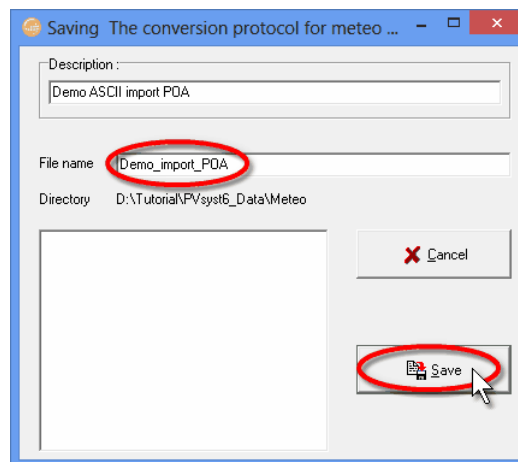 Saving The conversion protocol for meteo ...
Description :
Demo ASCII import POA
File name Demo_import_POA
Directory D:\Tutorial\PVsyst6_Data\Meteo
Cancel
Save